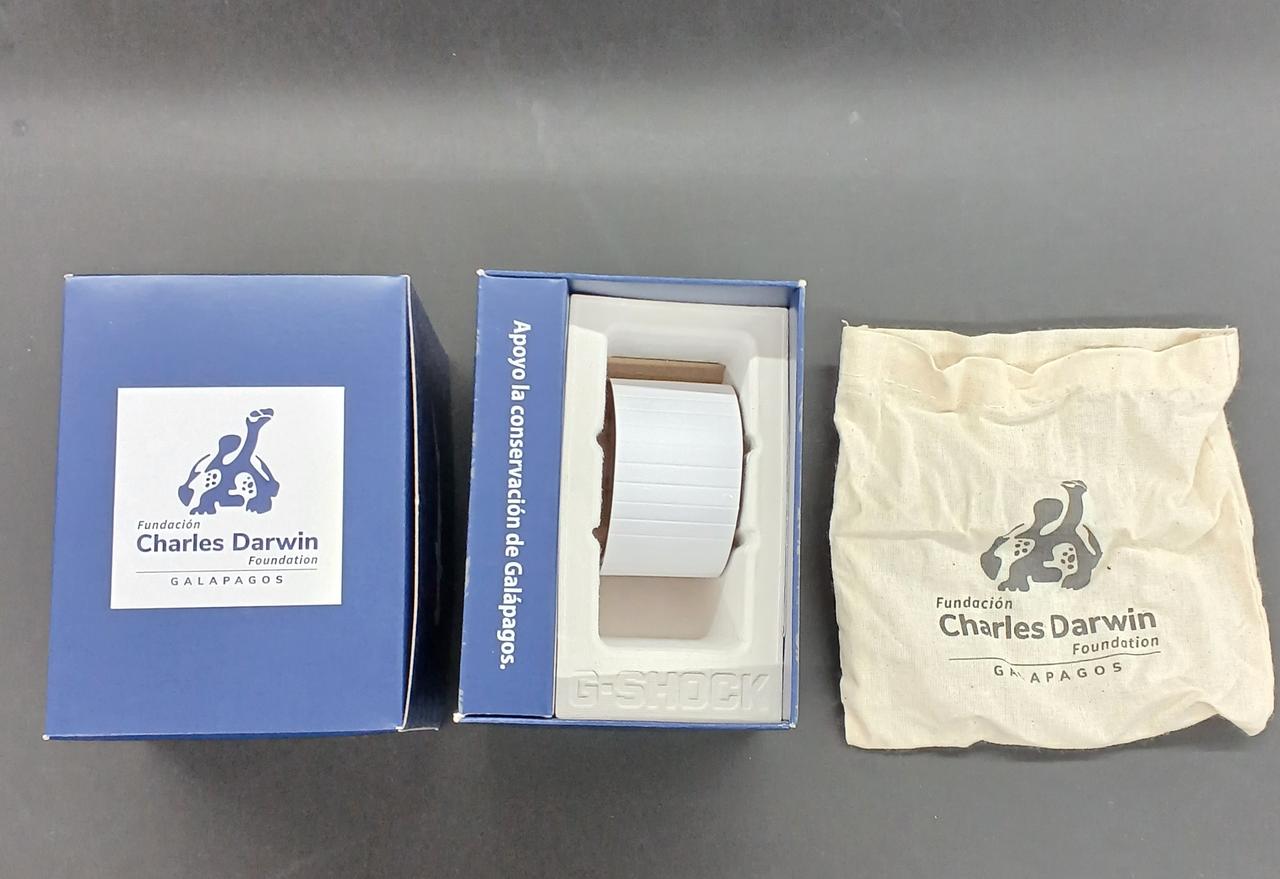 Fundación
Charles Darwin
Foundation
GALAPAGOS
Apoyo la conservación de Galápagos.
G-SHOCK
Fundación
Charles Darwin
Foundation
GALAPAGOS